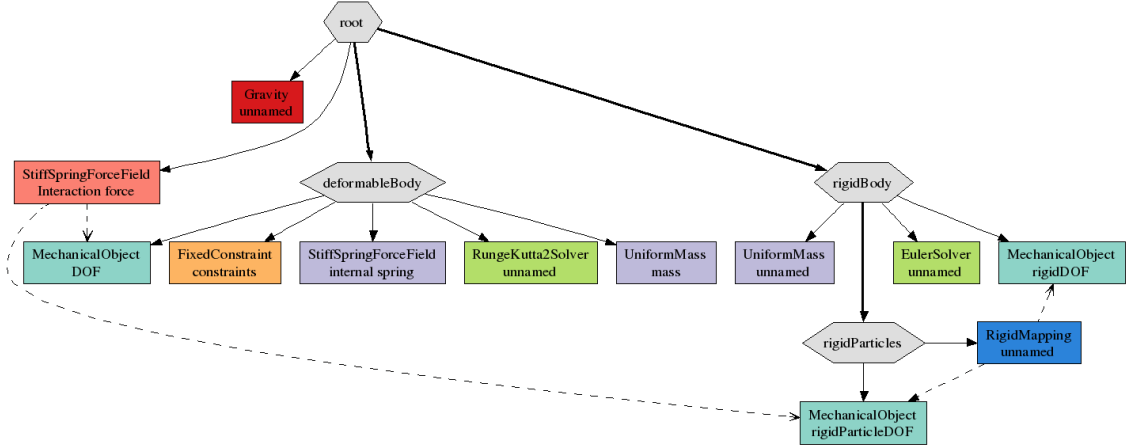 root
Gravity
unnamed
StiffSpringForceField
Interaction force
deformableBody
rigidBody
MechanicalObject
DOF
FixedConstraint
constraints
StiffSpringForceField
internal spring
RungeKutta2Solver
unnamed
UniformMass
mass
UniformMass
unnamed
EulerSolver
unnamed
MechanicalObject
rigidDOF
rigidParticles
RigidMapping
unnamed
MechanicalObject
rigidParticleDOF